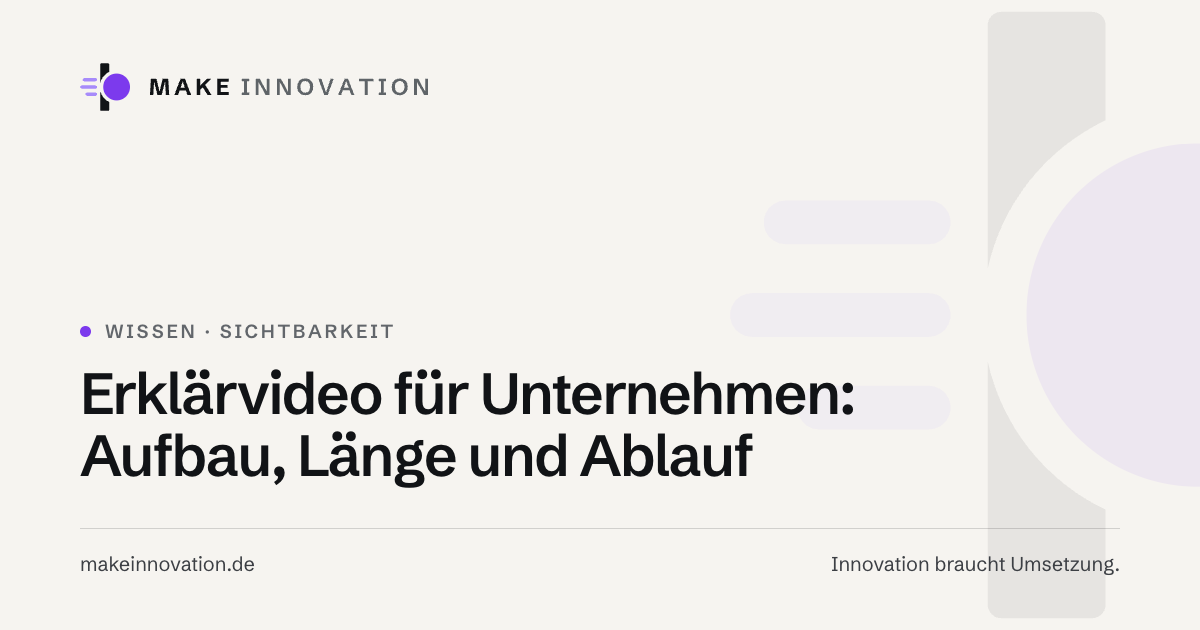 MAKE INNOVATION
WISSEN · SICHTBARKEIT
Erklärvideo für Unternehmen:
Aufbau, Länge und Ablauf
makeinnovation.de
Innovation braucht Umsetzung.